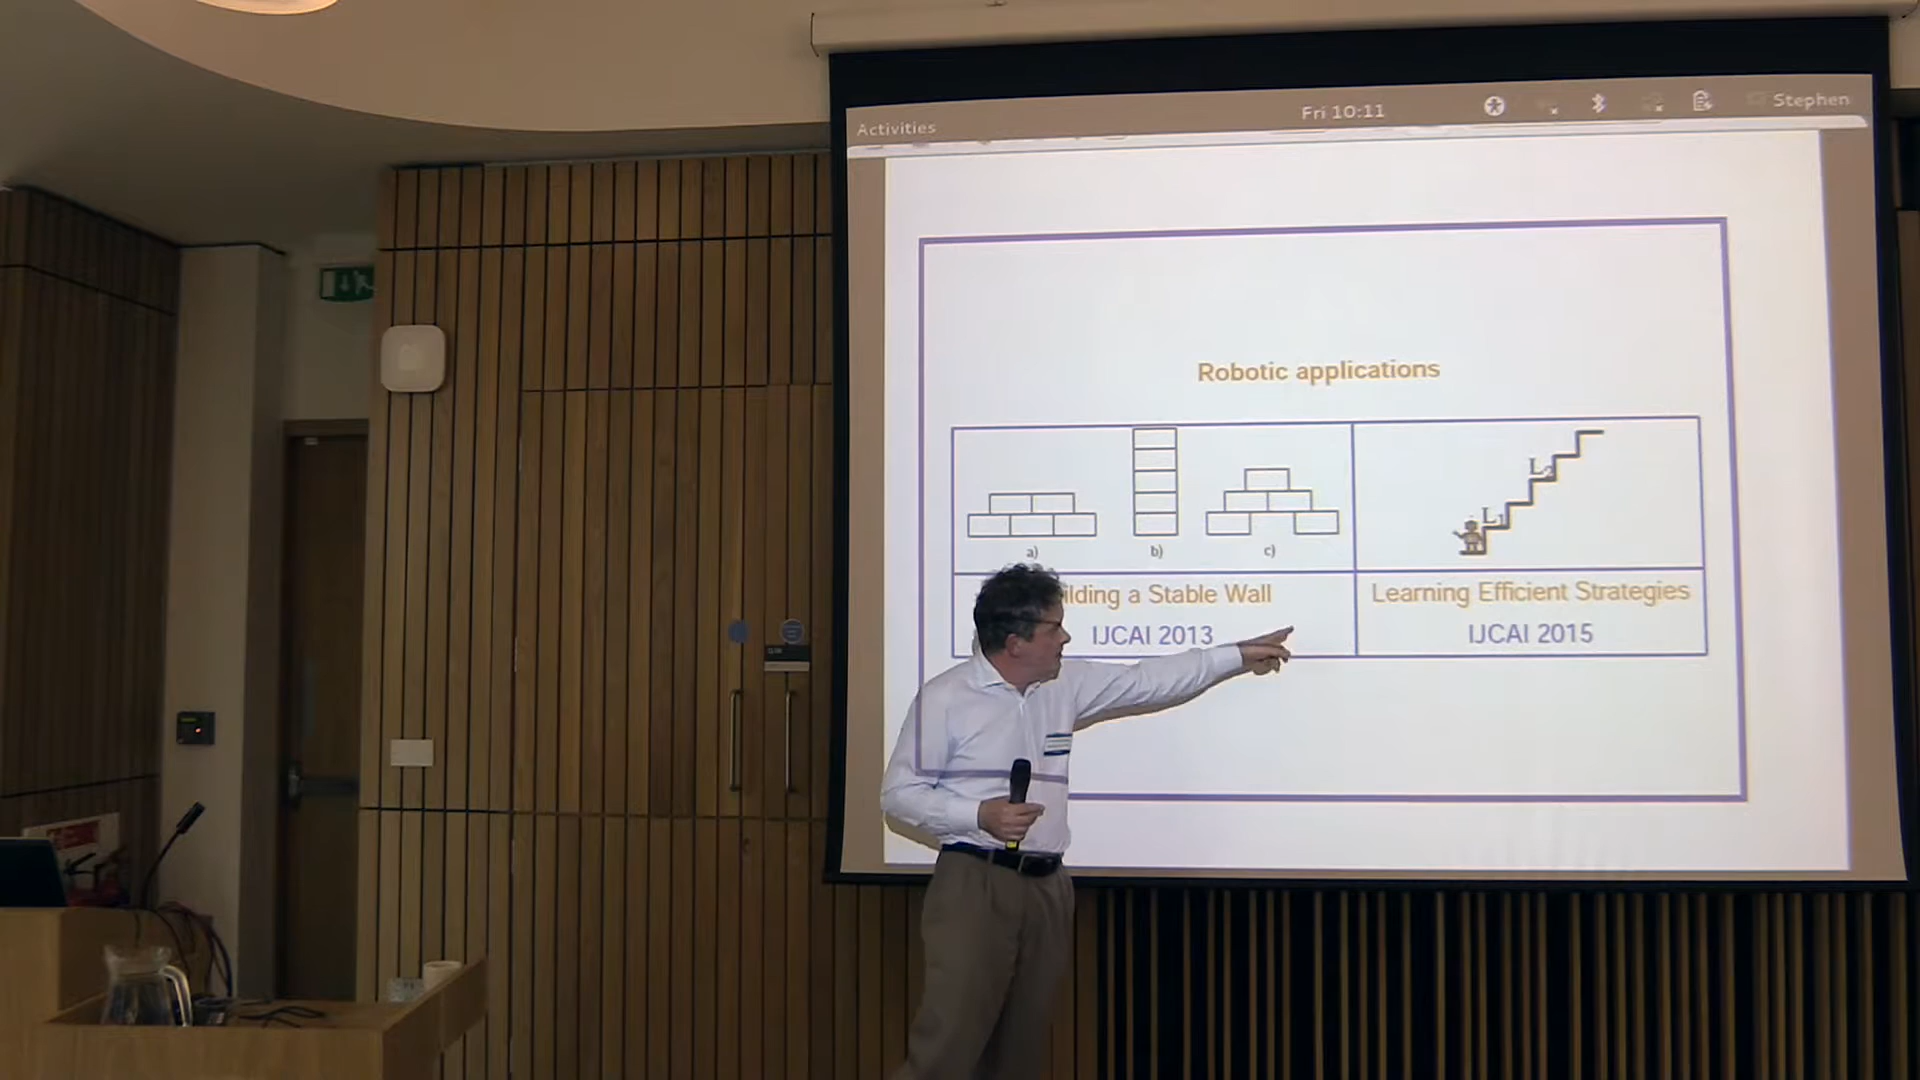 Activities
Fri 10:11
Stephen
Robotic applications
L2
L1
a)
b)
c)
ilding a Stable Wall
IJCAI 2013
Learning Efficient Strategies
IJCAI 2015